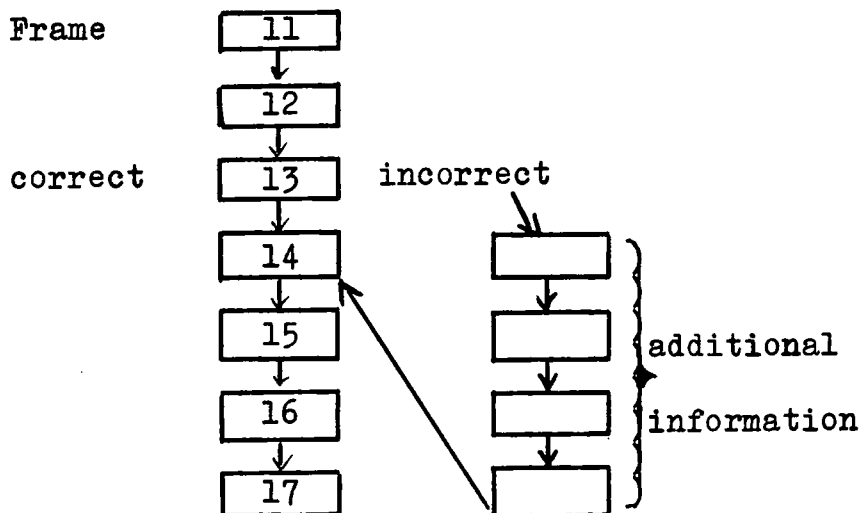 Frame 11
12
correct 13 incorrect
14
15 additional
16 information
17